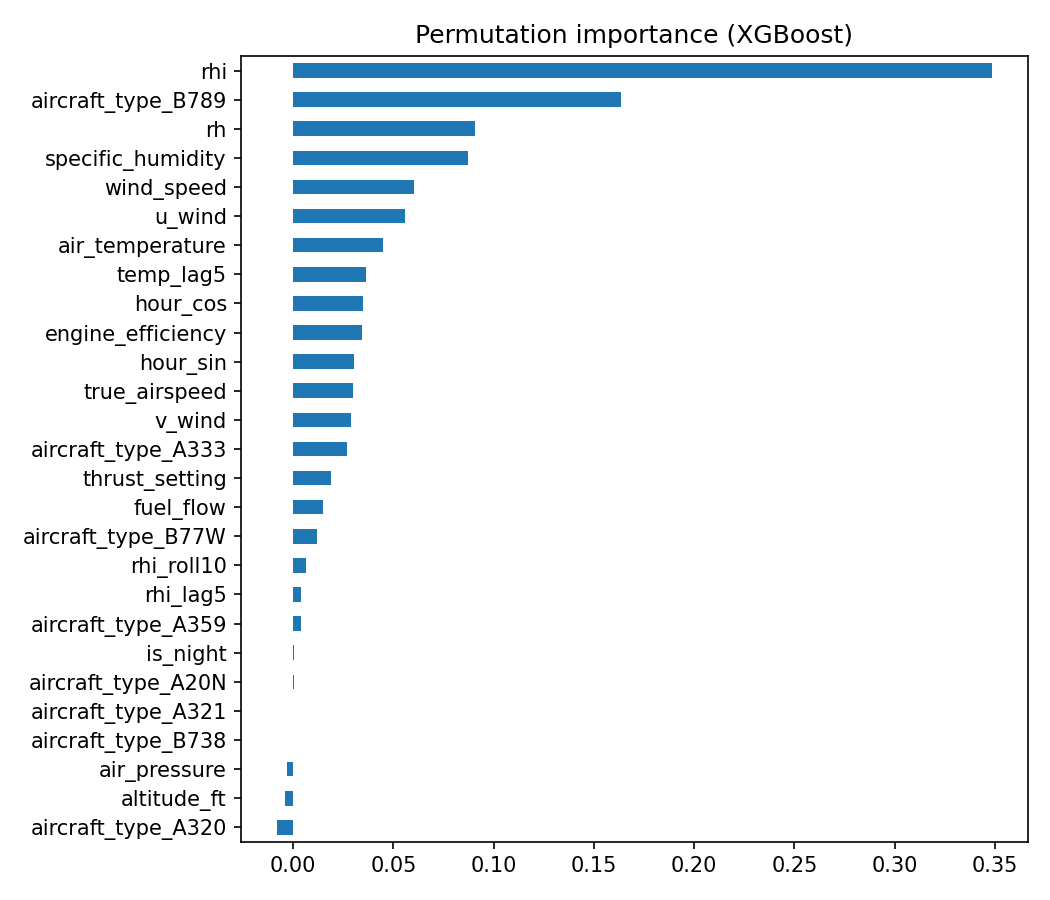 Permutation importance (XGBoost)
rhi
aircraft_type_B789
rh
specific_humidity
wind_speed
u_wind
air_temperature
temp_lag5
hour_cos
engine_efficiency
hour_sin
true_airspeed
v_wind
aircraft_type_A333
thrust_setting
fuel_flow
aircraft_type_B77W
rhi_roll10
rhi_lag5
aircraft_type_A359
is_night
aircraft_type_A20N
aircraft_type_A321
aircraft_type_B738
air_pressure
altitude_ft
aircraft_type_A320
0.00 0.05 0.10 0.15 0.20 0.25 0.30 0.35